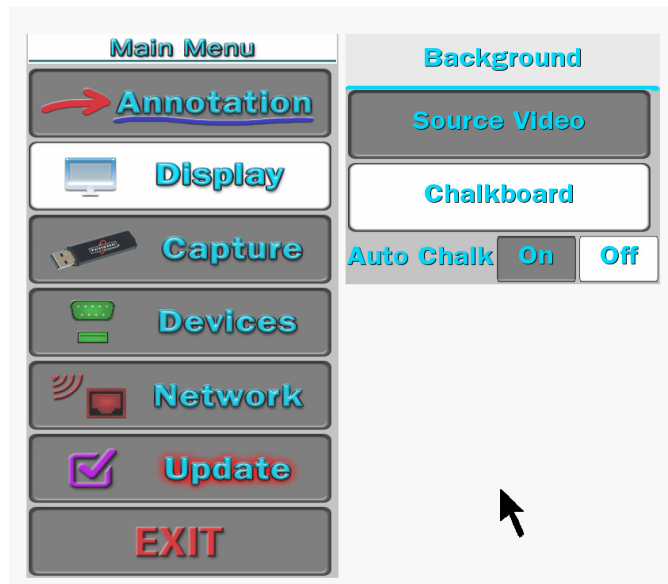 Main Menu
Annotation
Display
Capture
Devices
Network
Update
EXIT
Background
Source Video
Chalkboard
Auto Chalk On Off